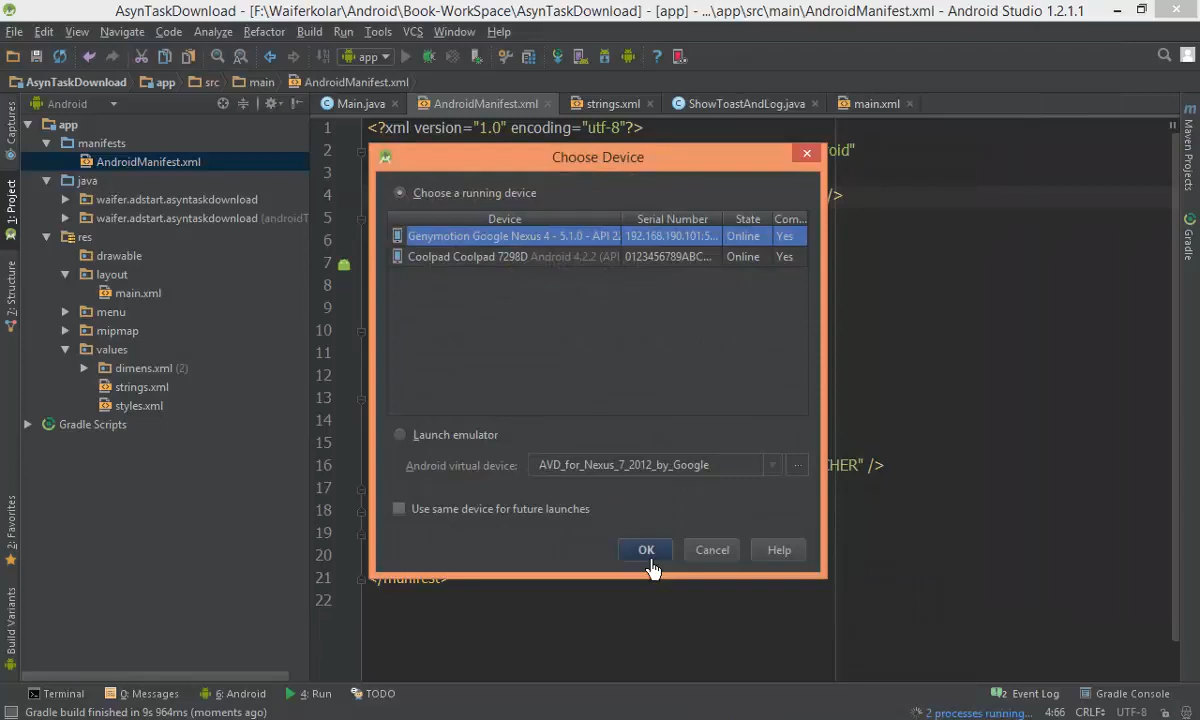 AsynTaskDownload - [F:\Waiferkolar\Android\Book-WorkSpace\AsynTaskDownload] - [app] - ...\app\src\main\AndroidManifest.xml - Android Studio 1.2.1.1
File Edit View Navigate Code Analyze Refactor Build Run Tools VCS Window Help
app
AsynTaskDownload app src main AndroidManifest.xml
Android
Main.java AndroidManifest.xml strings.xml ShowToastAndLog.java main.xml
Captures
1: Project
Z: Structure
2: Favorites
Build Variants
Maven Projects
Gradle
app
manifests
AndroidManifest.xml
java
waifer.adstart.asyntaskdownload
waifer.adstart.asyntaskdownload (androidT
res
drawable
layout
main.xml
menu
mipmap
values
dimens.xml (2)
strings.xml
styles.xml
Gradle Scripts
1 <?xml version="1.0" encoding="utf-8"?>
2 oid"
3
4 />
5
6
7
8
9
10
11
12
13
14
15
16 CHER" />
17
18
19
20
21 </manifest>
22
Choose Device
Choose a running device
Device Serial Number State Com...
Genymotion Google Nexus 4 - 5.1.0 - API 2 192.168.190.101:5... Online Yes
Coolpad Coolpad 7298D Android 4.2.2 (API 0123456789ABC... Online Yes
Launch emulator
Android virtual device: AVD_for_Nexus_7_2012_by_Google ...
Use same device for future launches
OK Cancel Help
Terminal 0: Messages 6: Android 4: Run TODO 2 Event Log Gradle Console
Gradle build finished in 9s 964ms (moments ago) 2 processes running... 4:66 CRLF UTF-8